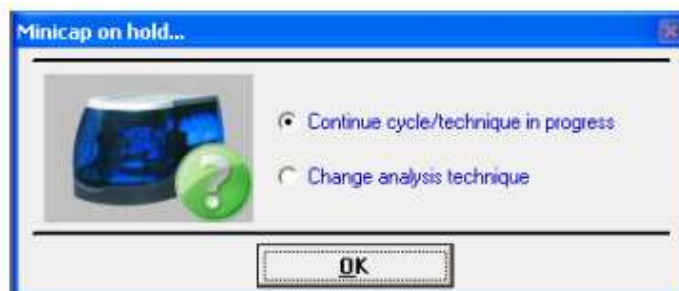 Minicap on hold...
Continue cycle/technique in progress
Change analysis technique
OK